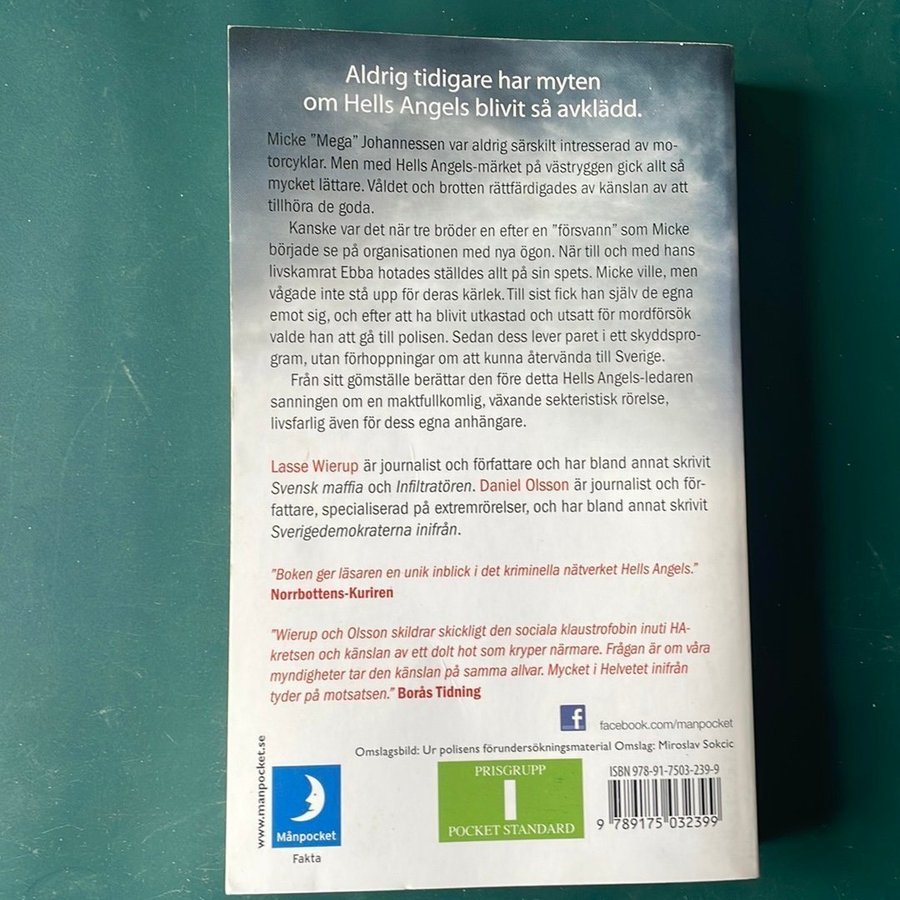 Aldrig tidigare har myten
om Hells Angels blivit så avklädd.
Micke ”Mega” Johannessen var aldrig särskilt intresserad av mo-
torcyklar. Men med Hells Angels-märket på västryggen gick allt så
mycket lättare. Våldet och brotten rättfärdigades av känslan av att
tillhöra de goda.
Kanske var det när tre bröder en efter en ”försvann” som Micke
började se på organisationen med nya ögon. När till och med hans
livskamrat Ebba hotades ställdes allt på sin spets. Micke ville, men
vågade inte stå upp för deras kärlek. Till sist fick han själv de egna
emot sig, och efter att ha blivit utkastad och utsatt för mordförsök
valde han att gå till polisen. Sedan dess lever paret i ett skyddspro-
gram, utan förhoppningar om att kunna återvända till Sverige.
Från sitt gömställe berättar den före detta Hells Angels-ledaren
sanningen om en maktfullkomlig, växande sekteristisk rörelse,
livsfarlig även för dess egna anhängare.
Lasse Wierup är journalist och författare och har bland annat skrivit
Svensk maffia och Infiltratören. Daniel Olsson är journalist och för-
fattare, specialiserad på extremrörelser, och har bland annat skrivit
Sverigedemokraterna inifrån.
”Boken ger läsaren en unik inblick i det kriminella nätverket Hells Angels.”
Norrbottens-Kuriren
”Wierup och Olsson skildrar skickligt den sociala klaustrofobin inuti HA-
kretsen och känslan av ett dolt hot som kryper närmare. Frågan är om våra
myndigheter tar den känslan på samma allvar. Mycket i Helvetet inifrån
tyder på motsatsen.” Borås Tidning
f facebook.com/manpocket
Omslagsbild: Ur polisens förundersökningsmaterial Omslag: Miroslav Sokcic
www.manpocket.se
Månpocket
Fakta
PRISGRUPP
1
POCKET STANDARD
ISBN 978-91-7503-239-9
9 789175 032399